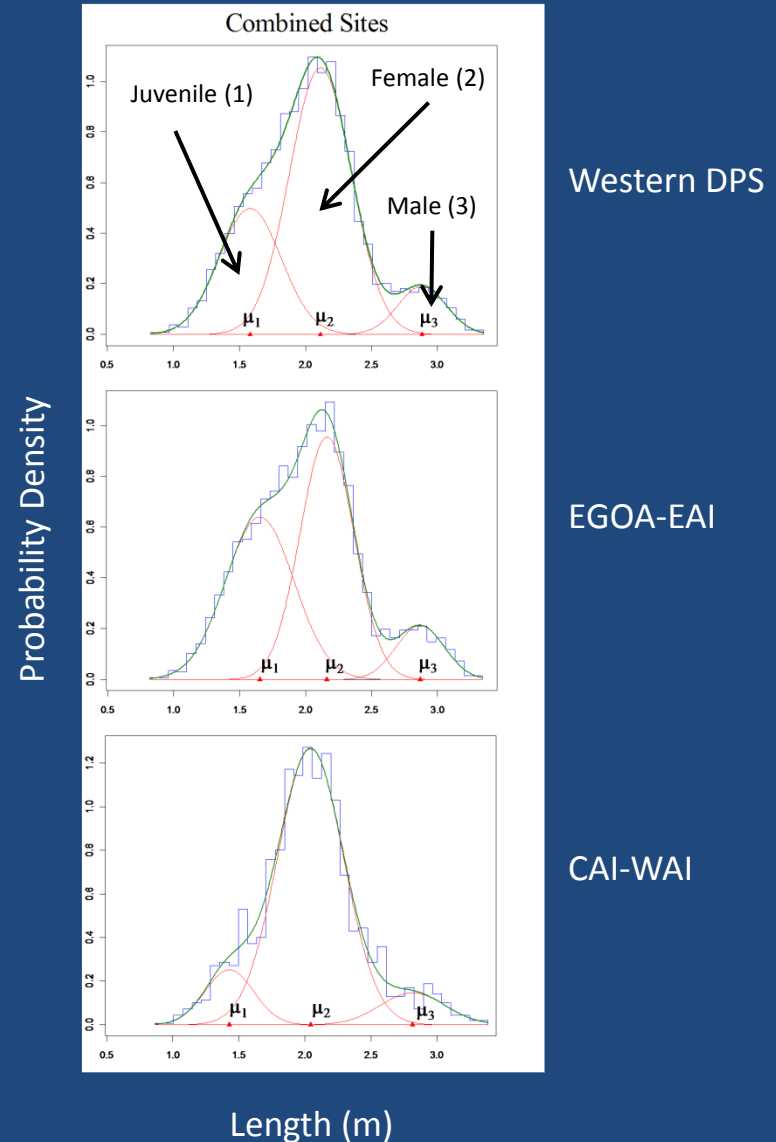 Combined Sites
Juvenile (1)
Female (2)
Male (3)
Western DPS
1.0
0.8
0.6
0.4
0.2
0.0
μ1 μ2 μ3
0.5 1.0 1.5 2.0 2.5 3.0
EGOA-EAI
1.0
0.8
0.6
0.4
0.2
0.0
μ1 μ2 μ3
0.5 1.0 1.5 2.0 2.5 3.0
CAI-WAI
1.2
1.0
0.8
0.6
0.4
0.2
0.0
μ1 μ2 μ3
0.5 1.0 1.5 2.0 2.5 3.0
Probability Density
Length (m)